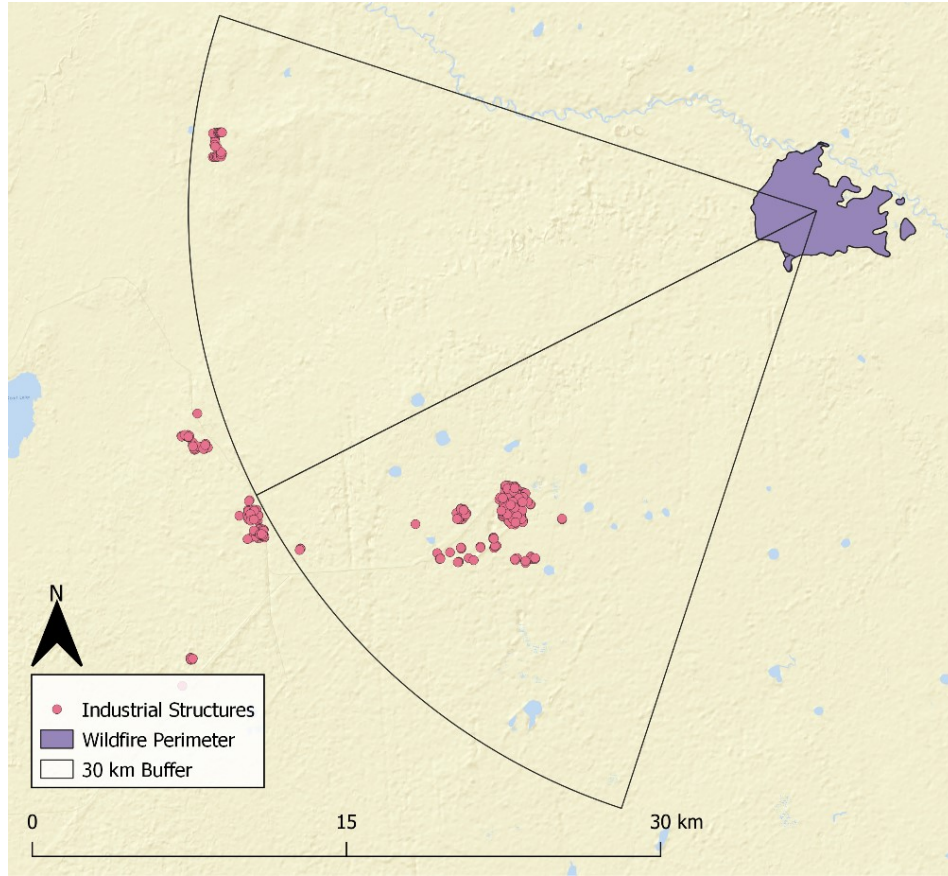 N
Industrial Structures
Wildfire Perimeter
30 km Buffer
0 15 30 km